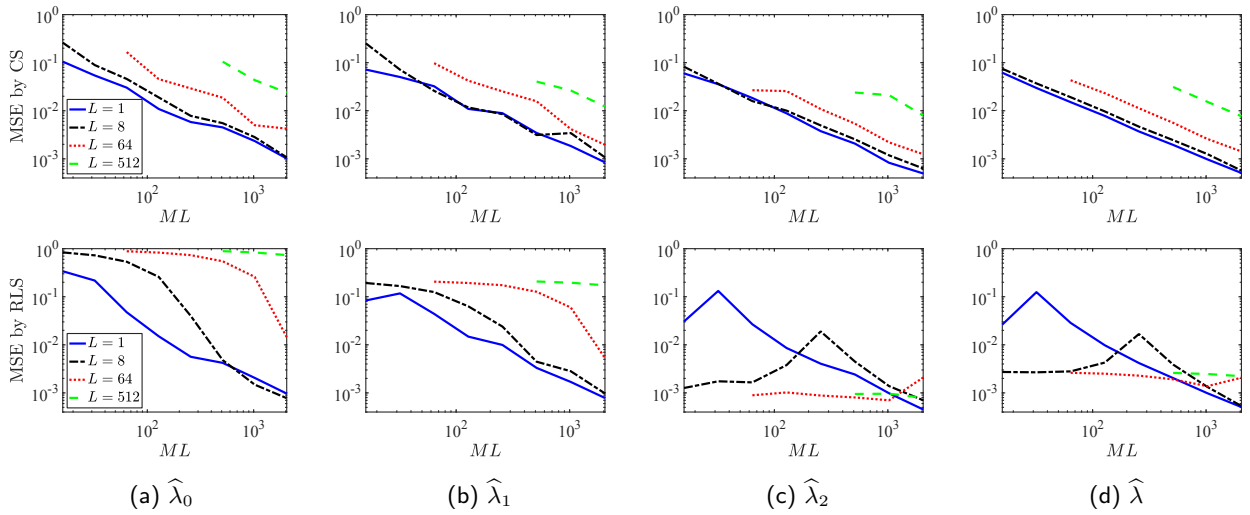 MSE by CS
10^0
10^-1
10^-2
10^-3
L = 1
L = 8
L = 64
L = 512
10^2
10^3
ML
10^0
10^-1
10^-2
10^-3
10^2
10^3
ML
10^0
10^-1
10^-2
10^-3
10^2
10^3
ML
10^0
10^-1
10^-2
10^-3
10^2
10^3
ML
MSE by RLS
10^0
10^-1
10^-2
10^-3
L = 1
L = 8
L = 64
L = 512
10^2
10^3
ML
10^0
10^-1
10^-2
10^-3
10^2
10^3
ML
10^0
10^-1
10^-2
10^-3
10^2
10^3
ML
10^0
10^-1
10^-2
10^-3
10^2
10^3
ML
(a) λ̂₀
(b) λ̂₁
(c) λ̂₂
(d) λ̂